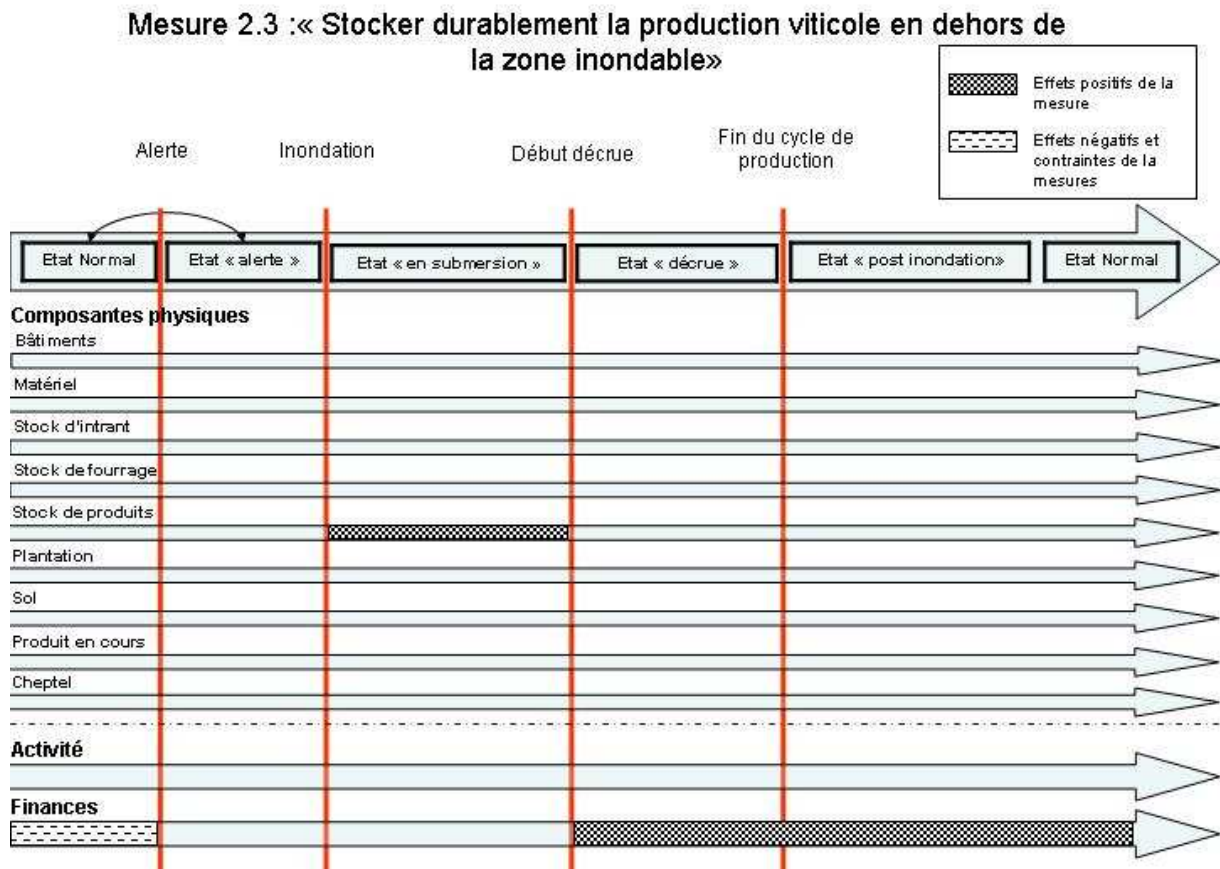 Mesure 2.3 :« Stocker durablement la production viticole en dehors de
la zone inondable»
Effets positifs de la
mesure
Effets négatifs et
contraintes de la
mesures
Alerte
Inondation
Début décrue
Fin du cycle de
production
Etat Normal
Etat « alerte »
Etat « en submersion »
Etat « décrue »
Etat « post inondation»
Etat Normal
Composantes physiques
Bâtiments
Matériel
Stock d'intrant
Stock de fourrage
Stock de produits
Plantation
Sol
Produit en cours
Cheptel
Activité
Finances